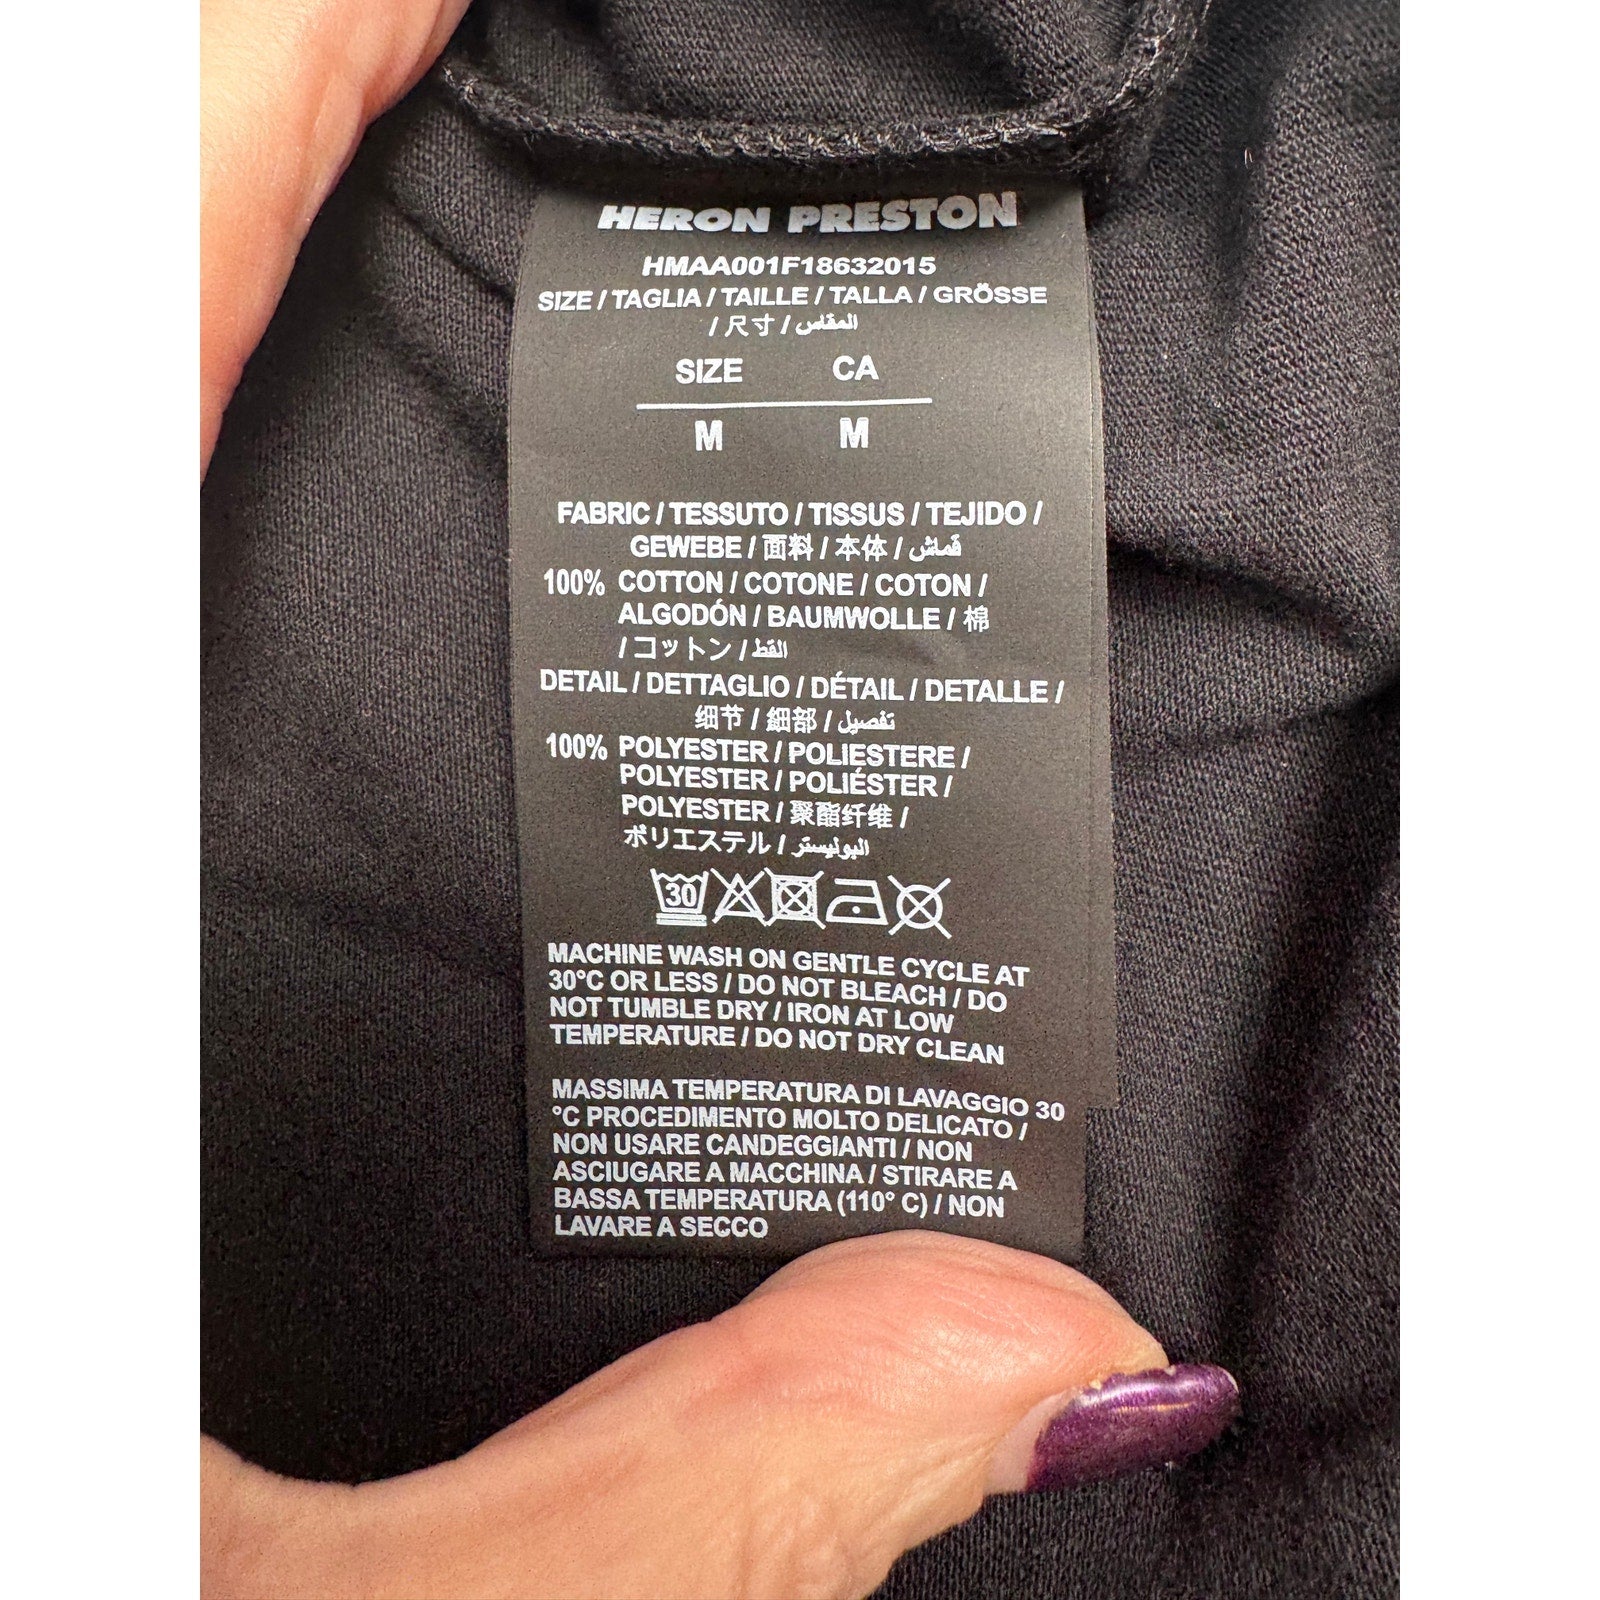 HERON PRESTON
HMAA001F18632015
SIZE / TAGLIA / TAILLE / TALLA / GRÖSSE
/ 尺寸 / المقاس
SIZE CA
M M
FABRIC / TESSUTO / TISSUS / TEJIDO /
GEWEBE / 面料 / 本体 / قماش
100% COTTON / COTONE / COTON /
ALGODÓN / BAUMWOLLE / 棉
/ コットン / القط
DETAIL / DETTAGLIO / DÉTAIL / DETALLE /
细节 / 細部 / تفصيل
100% POLYESTER / POLIESTERE /
POLYESTER / POLIÉSTER /
POLYESTER / 聚酯纤维 /
ポリエステル / البوليستر
30
MACHINE WASH ON GENTLE CYCLE AT
30°C OR LESS / DO NOT BLEACH / DO
NOT TUMBLE DRY / IRON AT LOW
TEMPERATURE / DO NOT DRY CLEAN
MASSIMA TEMPERATURA DI LAVAGGIO 30
°C PROCEDIMENTO MOLTO DELICATO /
NON USARE CANDEGGIANTI / NON
ASCIUGARE A MACCHINA / STIRARE A
BASSA TEMPERATURA (110° C) / NON
LAVARE A SECCO